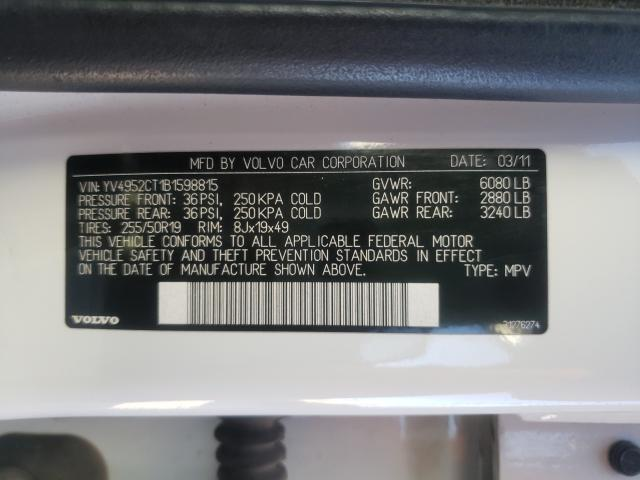 MFD BY VOLVO CAR CORPORATION DATE: 03/11
VIN: YV4952CT1B1598815 GVWR: 6080 LB
PRESSURE FRONT: 36 PSI, 250 KPA COLD GAWR FRONT: 2880 LB
PRESSURE REAR: 36 PSI, 250 KPA COLD GAWR REAR: 3240 LB
TIRES: 255/50R19 RIM: 8Jx19x49
THIS VEHICLE CONFORMS TO ALL APPLICABLE FEDERAL MOTOR
VEHICLE SAFETY AND THEFT PREVENTION STANDARDS IN EFFECT
ON THE DATE OF MANUFACTURE SHOWN ABOVE. TYPE: MPV
VOLVO 31276274